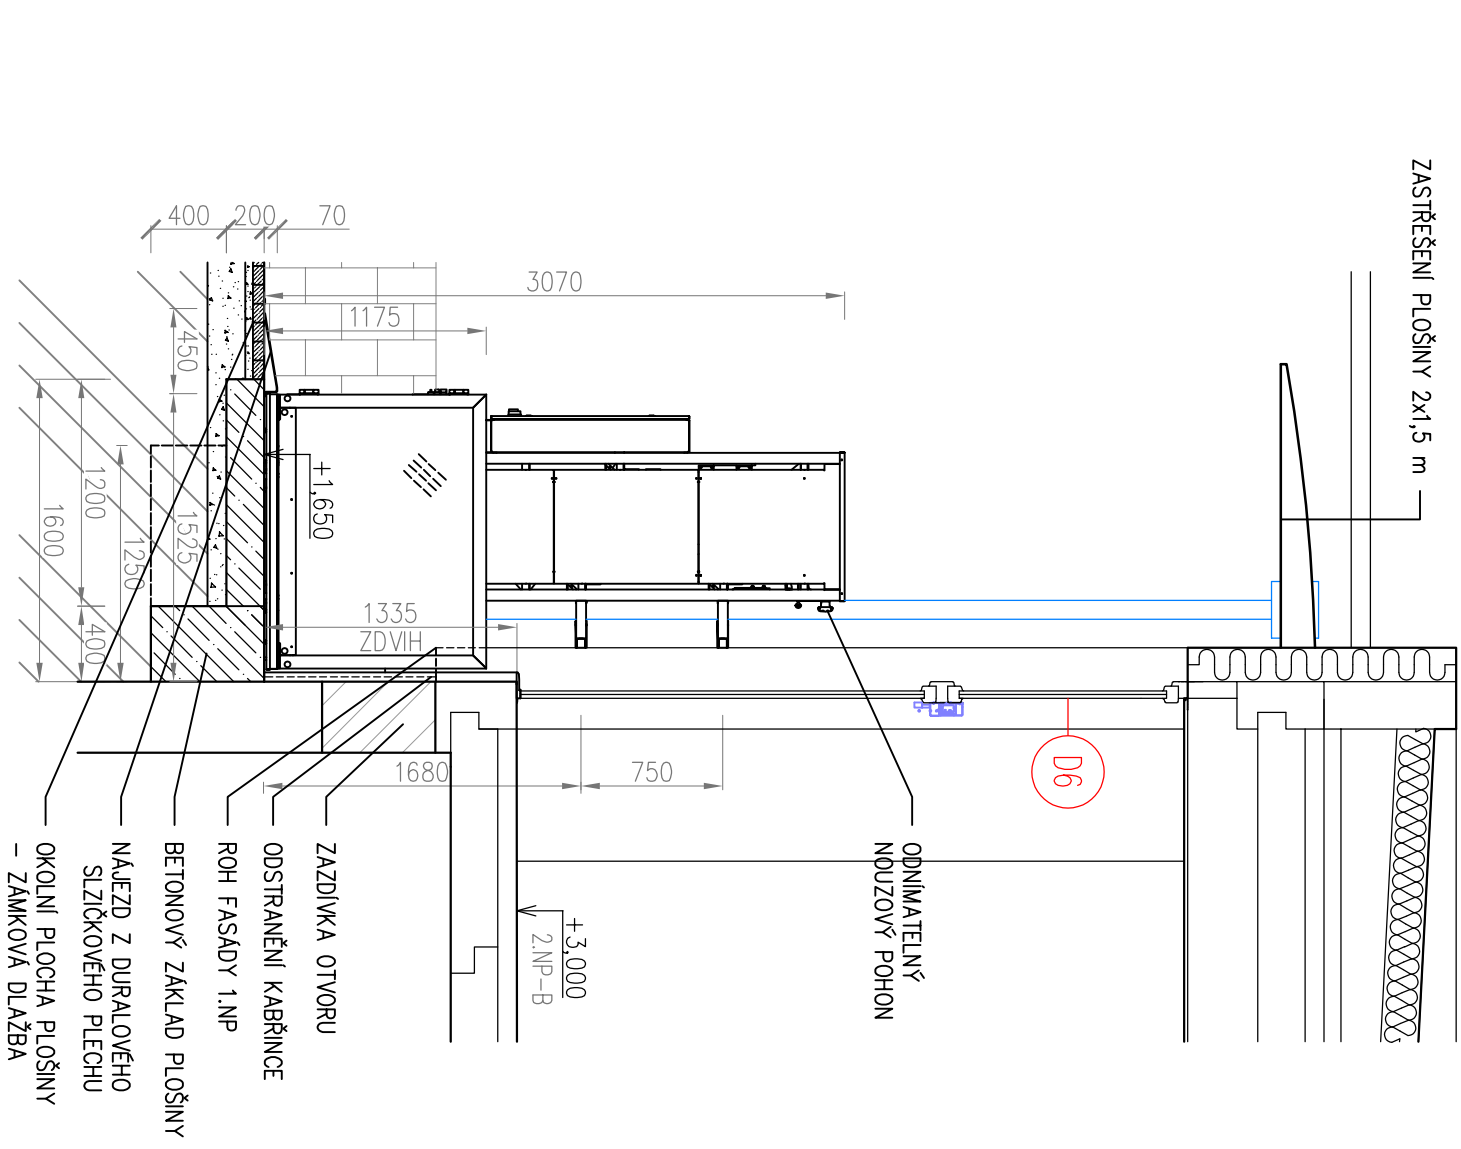 ZASTŘEŠENÍ PLOŠINY 2x1,5 m
400
200
70
3070
1175
450
1200
1600
1250
1525
400
+1,650
1335
ZDVIH
1680
750
D6
ODNÍMATELNÝ
NOUZOVÝ POHON
+3,000
2.NP-B
ZAZDÍVKA OTVORU
ODSTRANĚNÍ KABŘINCE
ROH FASÁDY 1.NP
BETONOVÝ ZÁKLAD PLOŠINY
NÁJEZD Z DURALOVÉHO
SLZIČKOVÉHO PLECHU
OKOLNÍ PLOCHA PLOŠINY
- ZÁMKOVÁ DLAŽBA